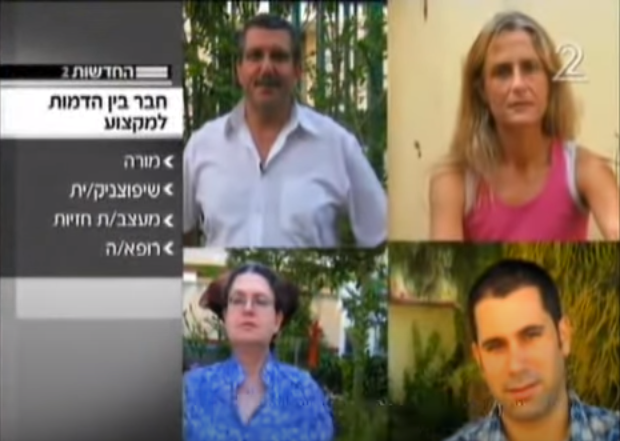 החדשות 2
חבר בין הדמות
למקצוע
מורה
שיפוצניק/ית
מעצב/ת חזיות
רופא/ה
2